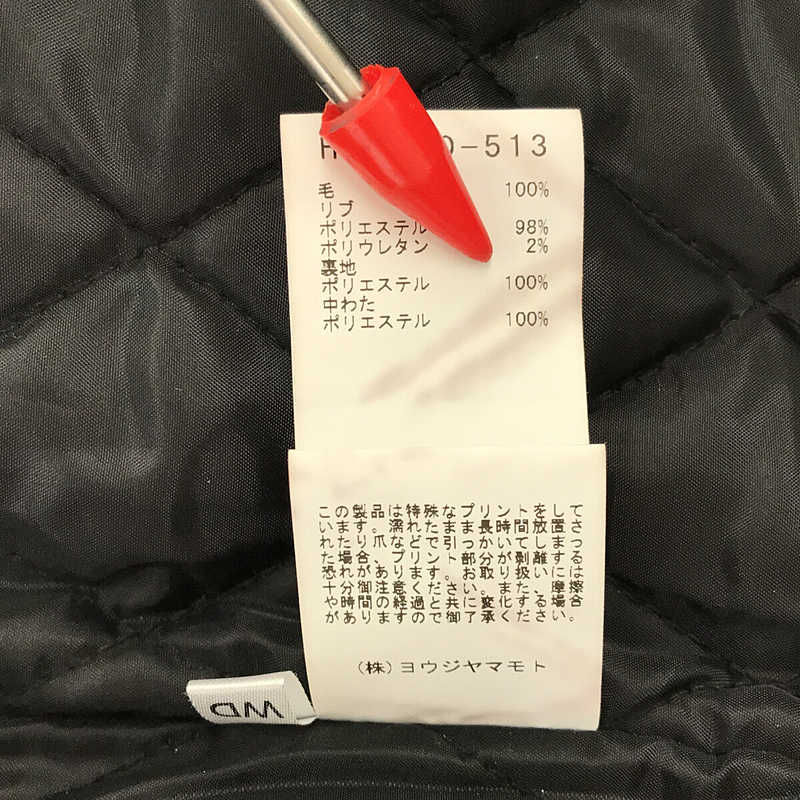 -513
毛 100%
リブ
ポリエステル 98%
ポリウレタン 2%
裏地
ポリエステル 100%
中わた
ポリエステル 100%
この製品は特殊なプリントをして
います。濡れたまま長時間放置さ
れたり爪などで引っかいてしまっ
た場合、プリント部分が剥離する
恐れがあります。お取り扱いには
十分御注意ください。また、摩擦
や時間の経過と共に変化する場合
がありますので御了承ください。
(株)ヨウジヤマモト
WD